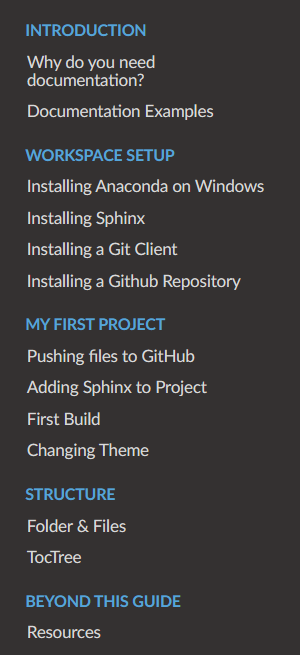 INTRODUCTION
Why do you need
documentation?
Documentation Examples
WORKSPACE SETUP
Installing Anaconda on Windows
Installing Sphinx
Installing a Git Client
Installing a Github Repository
MY FIRST PROJECT
Pushing files to GitHub
Adding Sphinx to Project
First Build
Changing Theme
STRUCTURE
Folder & Files
TocTree
BEYOND THIS GUIDE
Resources